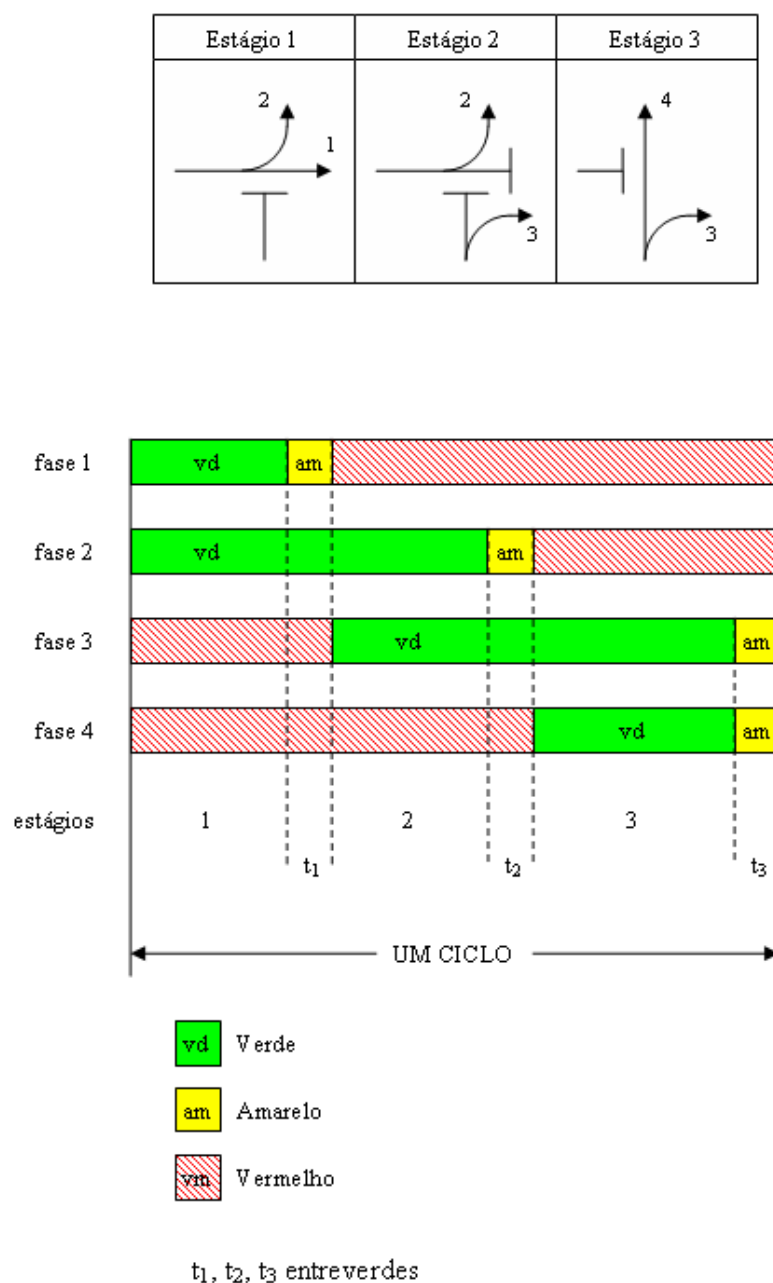 Estágio 1 Estágio 2 Estágio 3
2 2 4
1
3 3
fase 1 vd am
fase 2 vd am
fase 3 vd am
fase 4 vd am
estágios 1 2 3
t1 t2 t3
UM CICLO
vd Verde
am Amarelo
vm Vermelho
t1, t2, t3 entreverdes